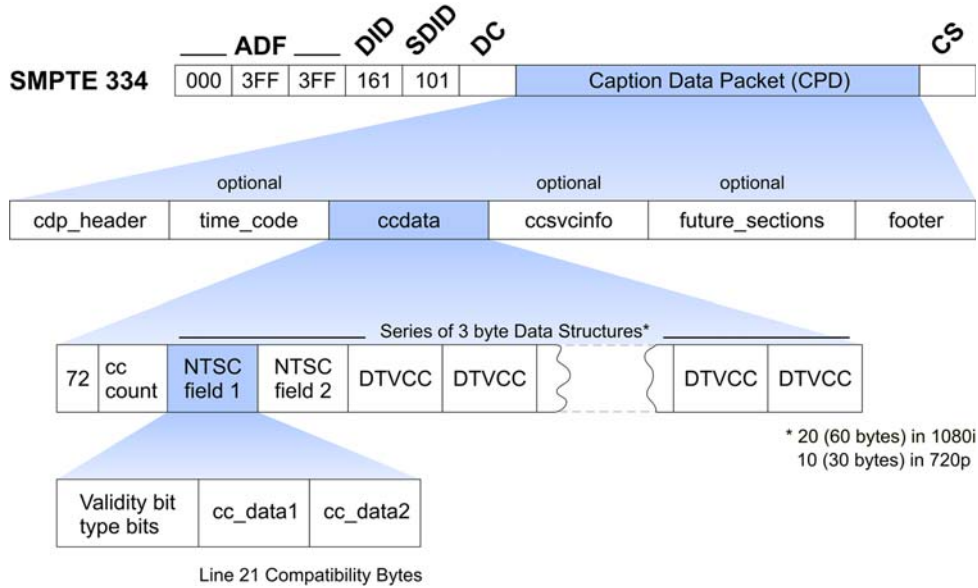 ADF DID SDID DC CS
SMPTE 334 000 3FF 3FF 161 101 Caption Data Packet (CPD)
optional optional optional
cdp_header time_code ccdata ccsvcinfo future_sections footer
Series of 3 byte Data Structures*
72 cc count NTSC field 1 NTSC field 2 DTVCC DTVCC DTVCC DTVCC
* 20 (60 bytes) in 1080i
10 (30 bytes) in 720p
Validity bit type bits cc_data1 cc_data2
Line 21 Compatibility Bytes